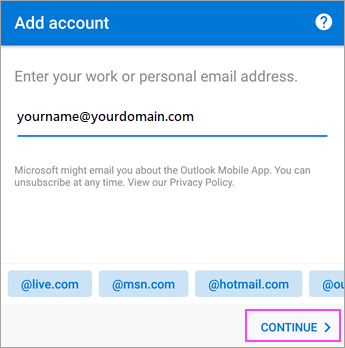 Add account
?
Enter your work or personal email address.
yourname@yourdomain.com
Microsoft might email you about the Outlook Mobile App. You can
unsubscribe at any time. View our Privacy Policy.
@live.com @msn.com @hotmail.com @ou
CONTINUE >